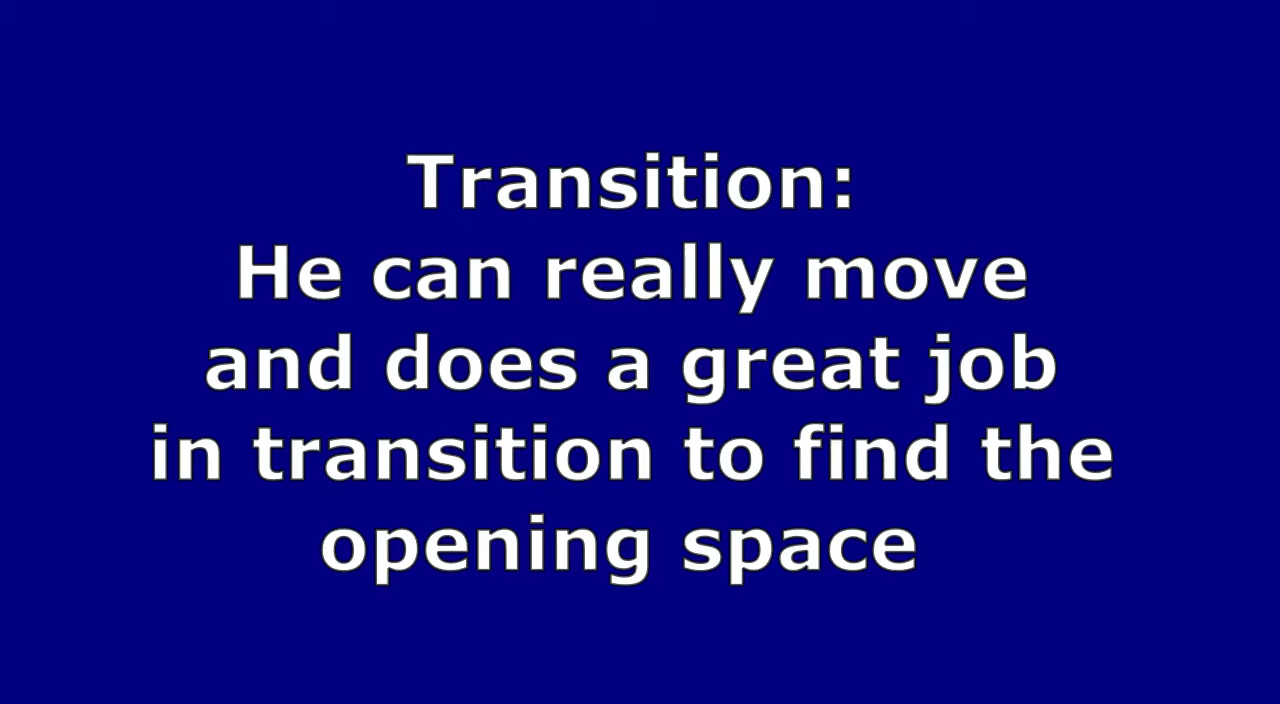 Transition:
He can really move
and does a great job
in transition to find the
opening space